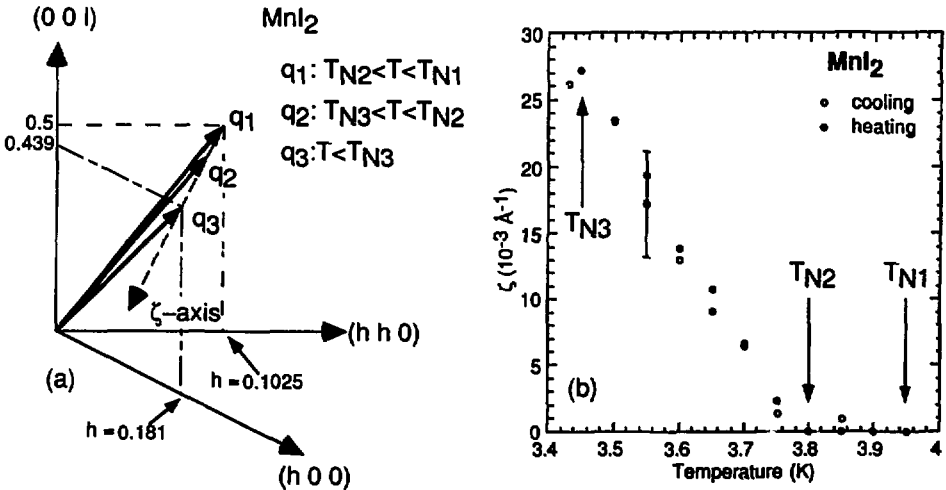 (0 0 l)
MnI2
q1: TN2<T<TN1
q2: TN3<T<TN2
q3:T<TN3
0.5
0.439
q1
q2
q3
ζ-axis
(h h 0)
h = 0.1025
h = 0.181
(h 0 0)
(a)
30
25
20
15
10
5
0
ζ (10⁻³ Å⁻¹)
MnI2
cooling
heating
TN3
TN2
TN1
(b)
3.4 3.5 3.6 3.7 3.8 3.9 4
Temperature (K)